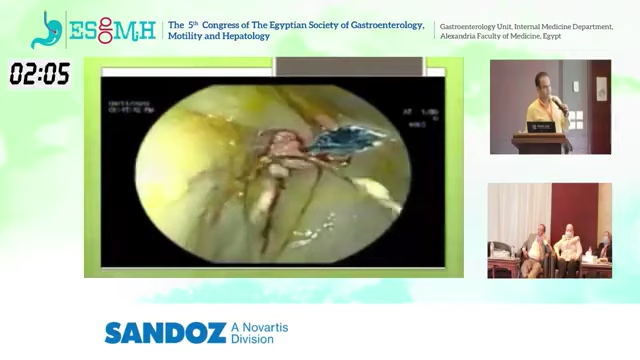 ESGMH
The 5th Congress of The Egyptian Society of Gastroenterology,
Motility and Hepatology
Gastroenterology Unit, Internal Medicine Department,
Alexandria Faculty of Medicine, Egypt
02:05
SANDOZ A Novartis
Division